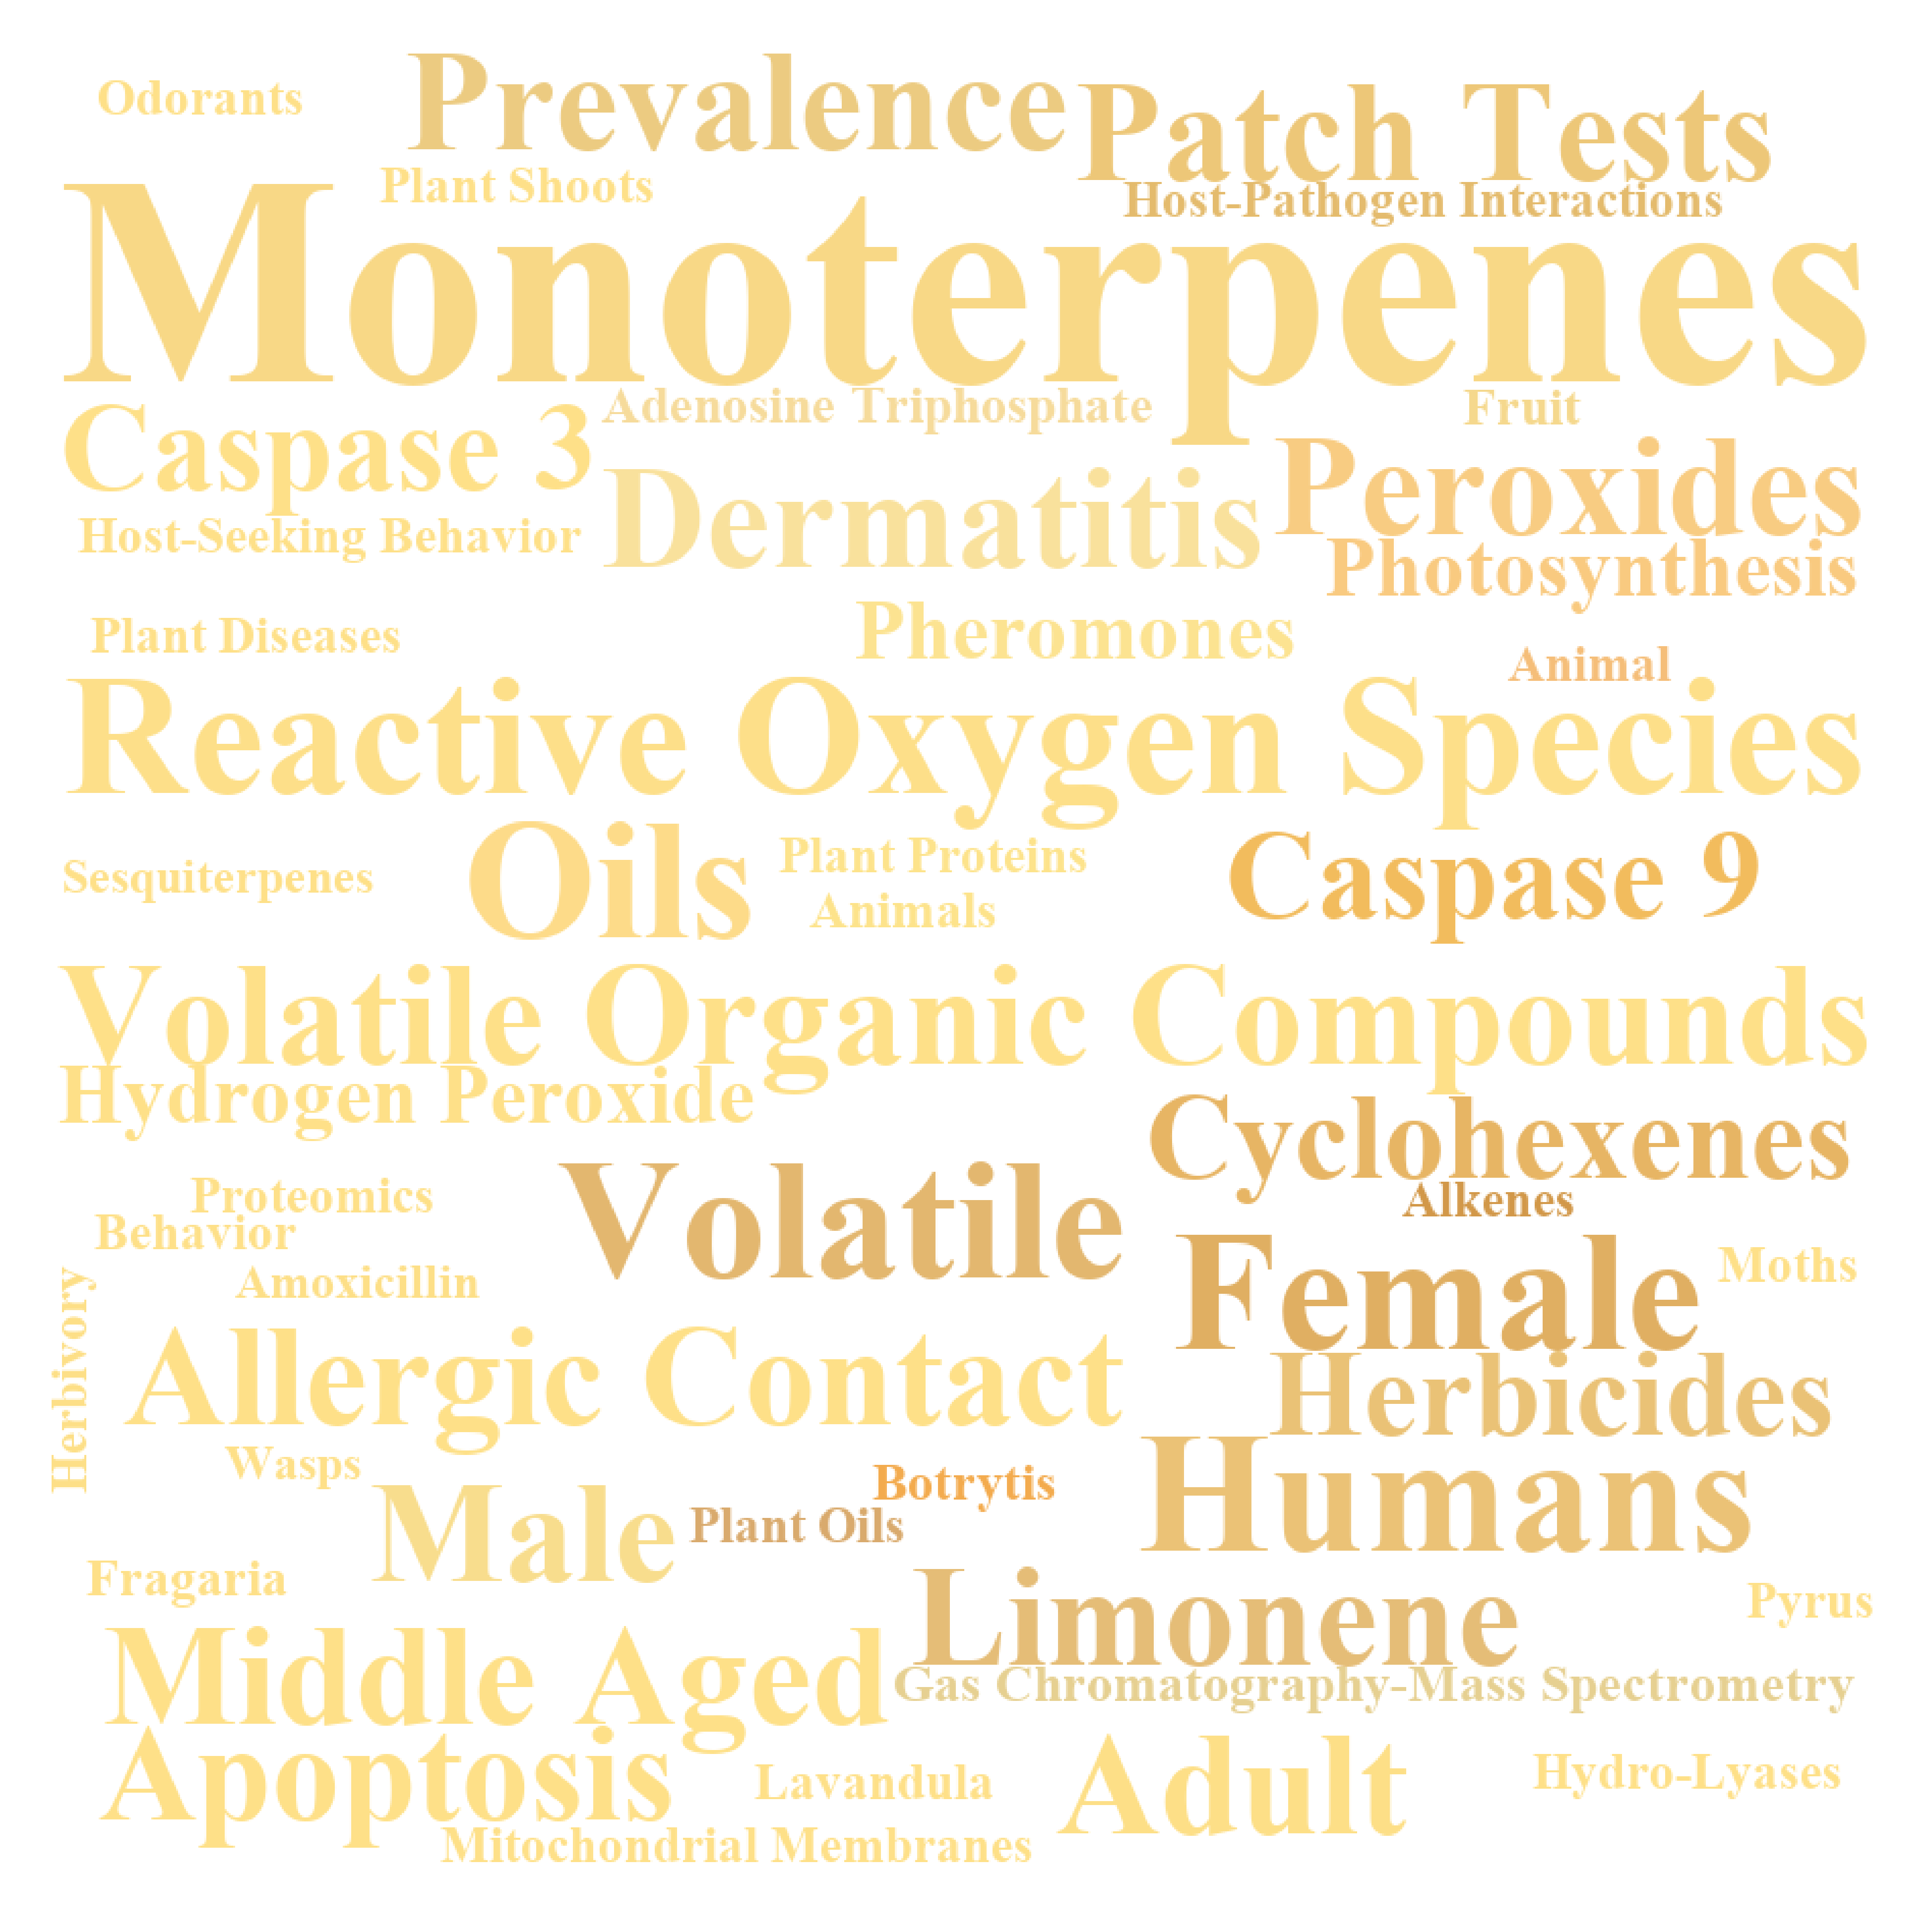 Odorants
Prevalence
Patch Tests
Plant Shoots
Host-Pathogen Interactions
Monoterpenes
Adenosine Triphosphate
Fruit
Caspase 3
Dermatitis
Peroxides
Host-Seeking Behavior
Photosynthesis
Plant Diseases
Pheromones
Animal
Reactive Oxygen Species
Oils
Plant Proteins
Caspase 9
Sesquiterpenes
Animals
Volatile Organic Compounds
Hydrogen Peroxide
Cyclohexenes
Proteomics
Volatile
Alkenes
Behavior
Female
Moths
Amoxicillin
Herbivory
Allergic Contact
Herbicides
Wasps
Humans
Botrytis
Male
Plant Oils
Fragaria
Limonene
Pyrus
Middle Aged
Gas Chromatography-Mass Spectrometry
Apoptosis
Lavandula
Adult
Hydro-Lyases
Mitochondrial Membranes